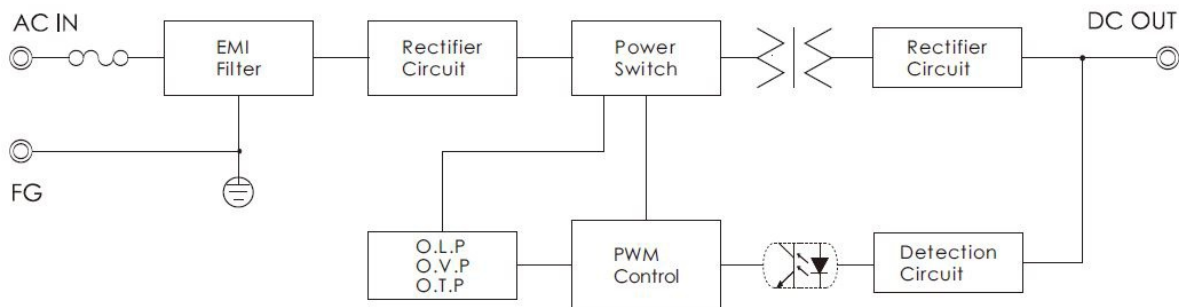 AC IN
DC OUT
EMI
Filter
Rectifier
Circuit
Power
Switch
Rectifier
Circuit
FG
O.L.P
O.V.P
O.T.P
PWM
Control
Detection
Circuit